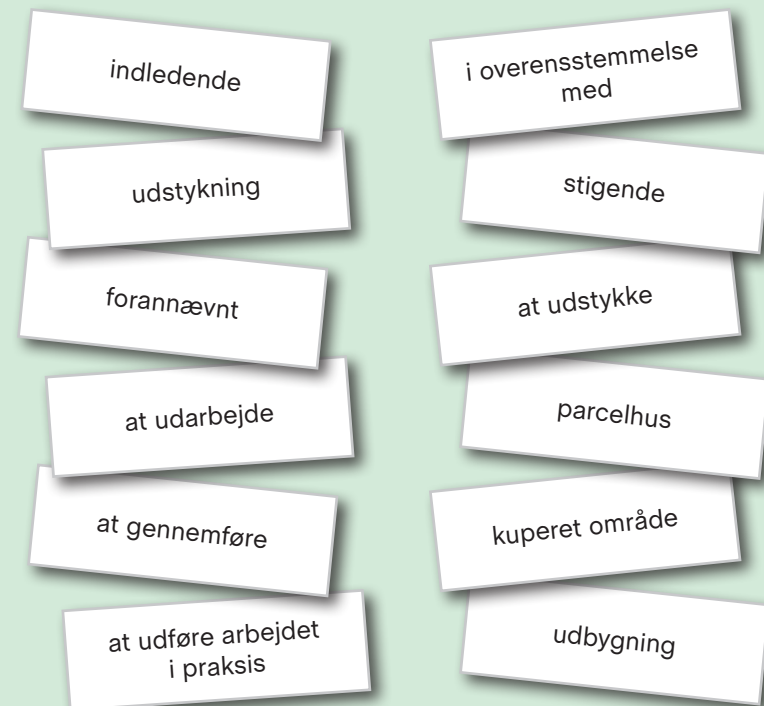 indledende
udstykning
forannævnt
at udarbejde
at gennemføre
at udføre arbejdet
i praksis
i overensstemmelse
med
stigende
at udstykke
parcelhus
kuperet område
udbygning